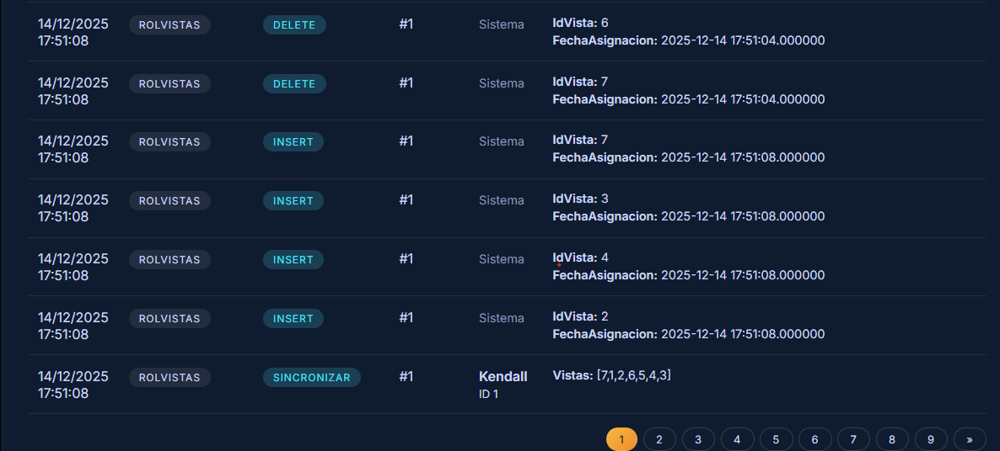 14/12/2025 ROLVISTAS DELETE #1 Sistema IdVista: 6
17:51:08 FechaAsignacion: 2025-12-14 17:51:04.000000
14/12/2025 ROLVISTAS DELETE #1 Sistema IdVista: 7
17:51:08 FechaAsignacion: 2025-12-14 17:51:04.000000
14/12/2025 ROLVISTAS INSERT #1 Sistema IdVista: 7
17:51:08 FechaAsignacion: 2025-12-14 17:51:08.000000
14/12/2025 ROLVISTAS INSERT #1 Sistema IdVista: 3
17:51:08 FechaAsignacion: 2025-12-14 17:51:08.000000
14/12/2025 ROLVISTAS INSERT #1 Sistema IdVista: 4
17:51:08 FechaAsignacion: 2025-12-14 17:51:08.000000
14/12/2025 ROLVISTAS INSERT #1 Sistema IdVista: 2
17:51:08 FechaAsignacion: 2025-12-14 17:51:08.000000
14/12/2025 ROLVISTAS SINCRONIZAR #1 Kendall Vistas: [7,1,2,6,5,4,3]
17:51:08 ID 1
1 2 3 4 5 6 7 8 9 »